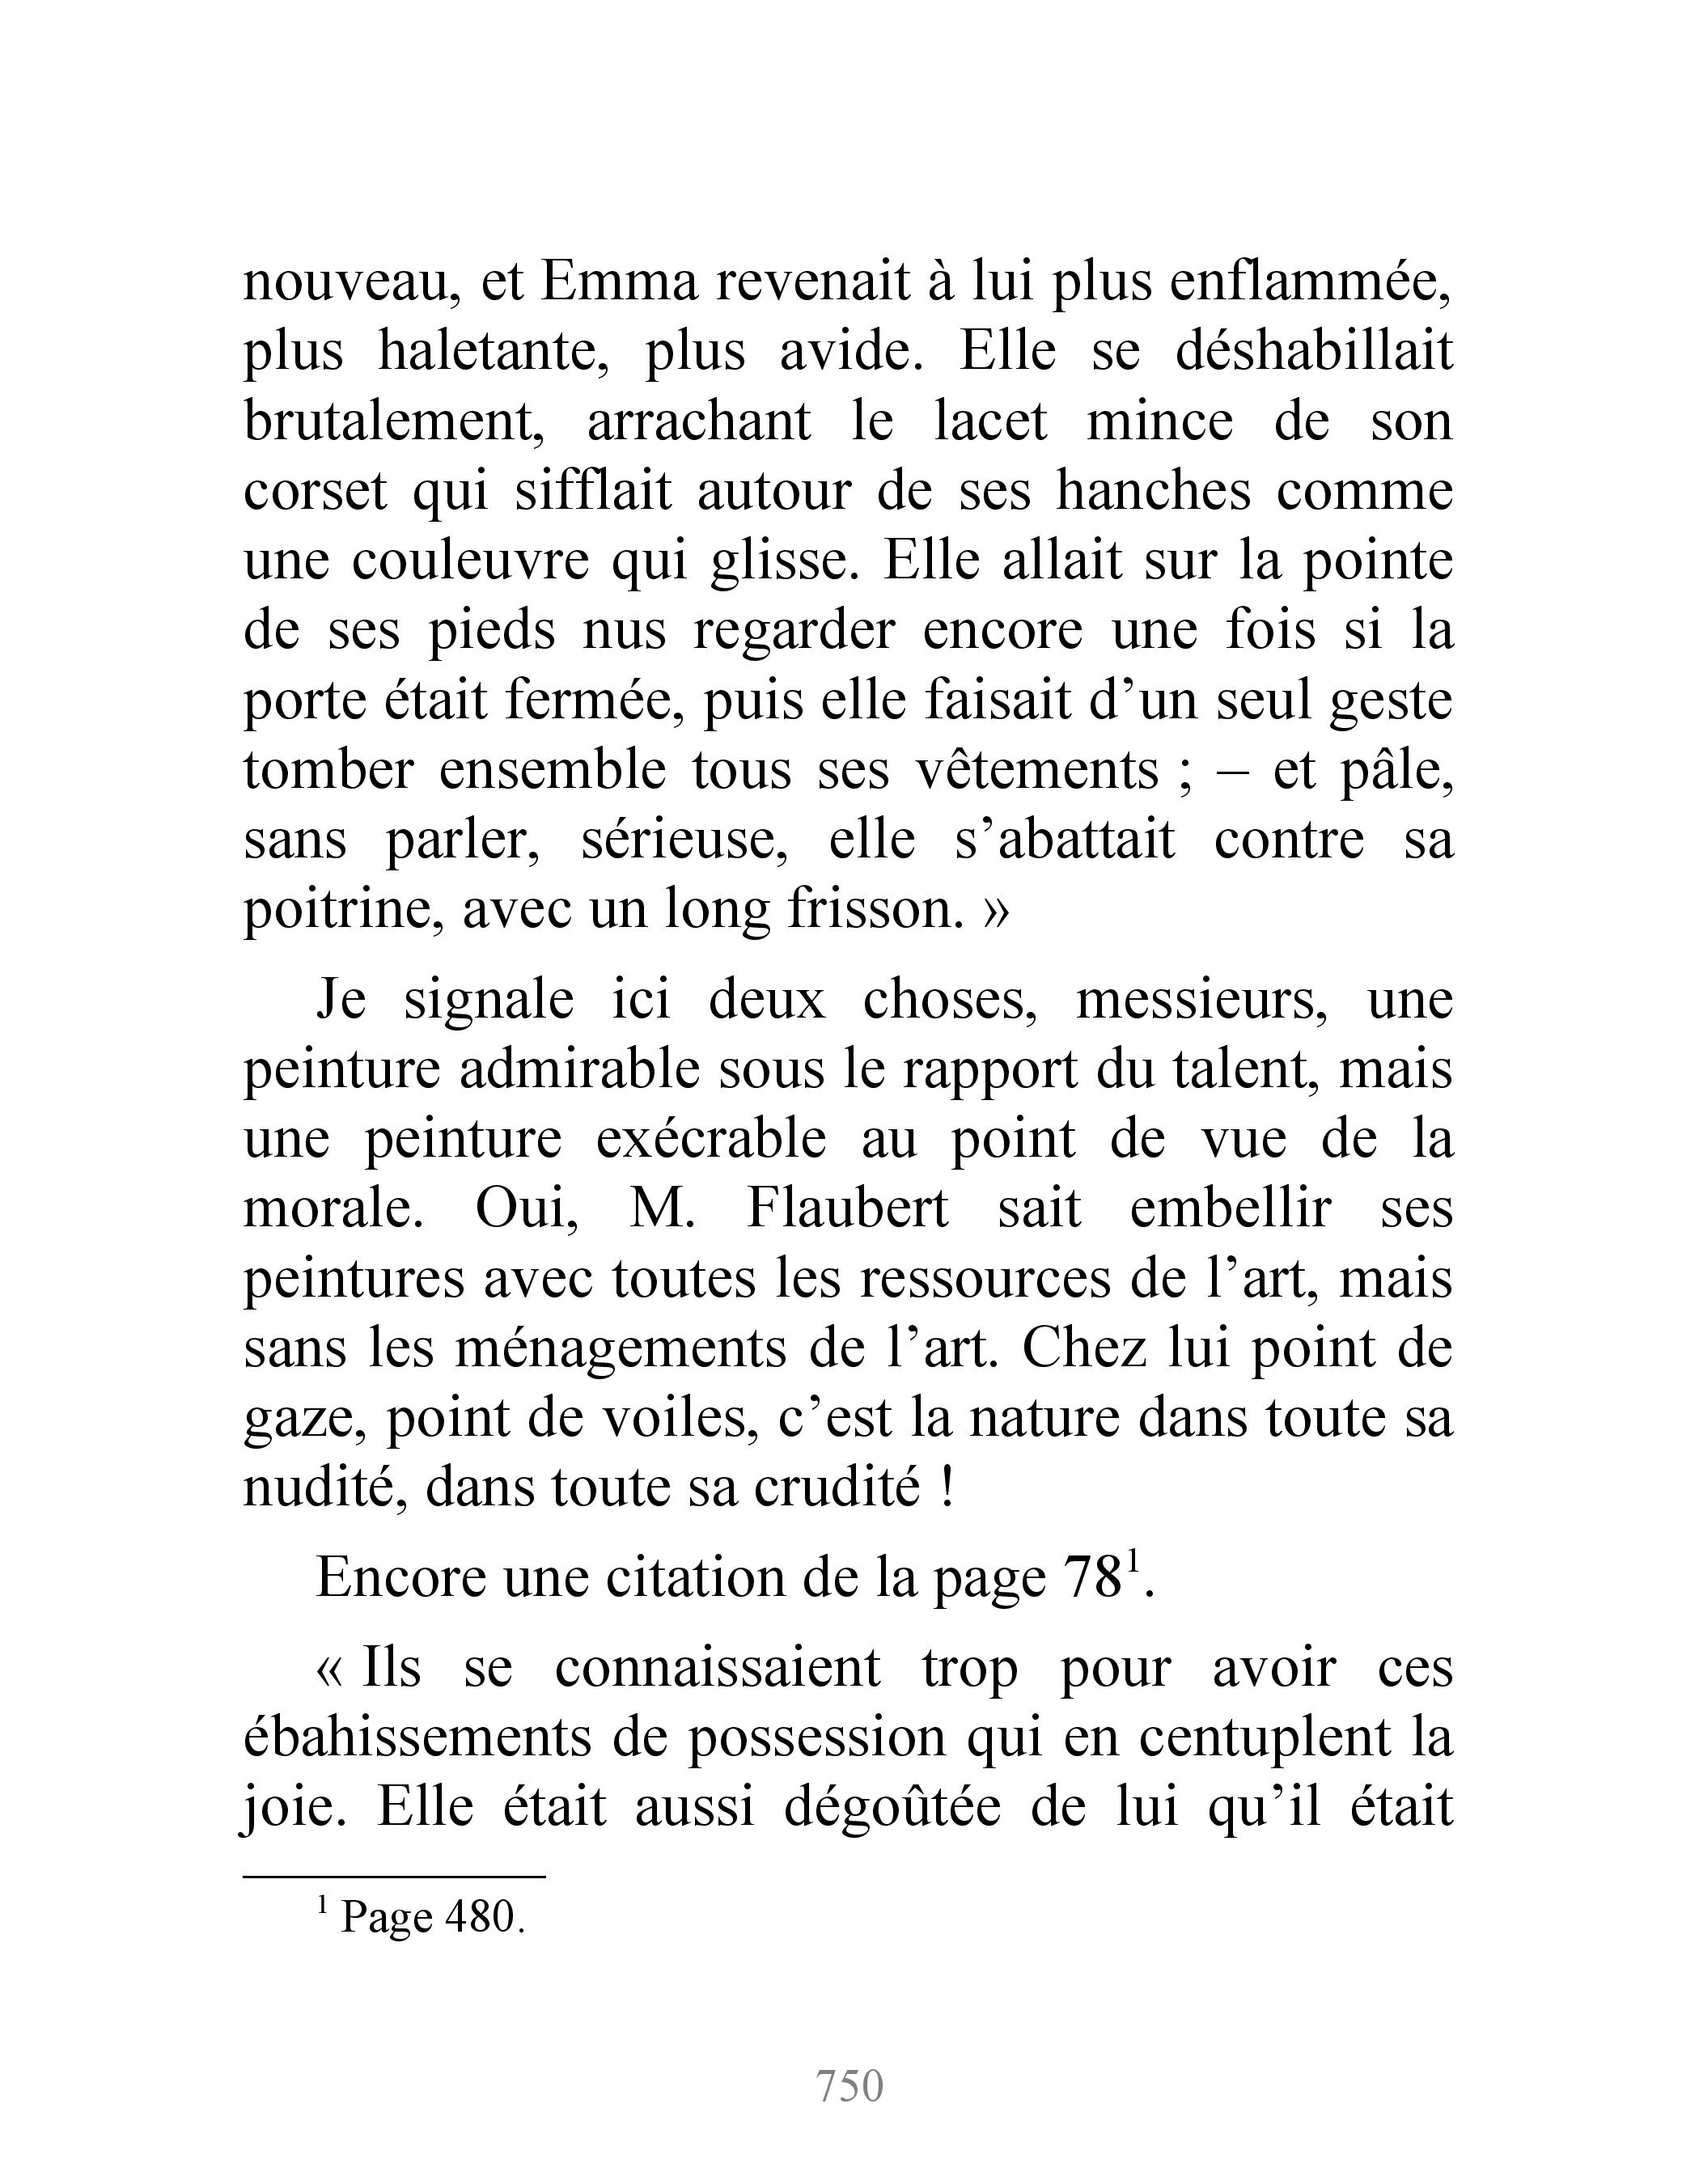 nouveau, et Emma revenait à lui plus enflammée,
plus haletante, plus avide. Elle se déshabillait
brutalement, arrachant le lacet mince de son
corset qui sifflait autour de ses hanches comme
une couleuvre qui glisse. Elle allait sur la pointe
de ses pieds nus regarder encore une fois si la
porte était fermée, puis elle faisait d’un seul geste
tomber ensemble tous ses vêtements ; – et pâle,
sans parler, sérieuse, elle s’abattait contre sa
poitrine, avec un long frisson. »
Je signale ici deux choses, messieurs, une
peinture admirable sous le rapport du talent, mais
une peinture exécrable au point de vue de la
morale. Oui, M. Flaubert sait embellir ses
peintures avec toutes les ressources de l’art, mais
sans les ménagements de l’art. Chez lui point de
gaze, point de voiles, c’est la nature dans toute sa
nudité, dans toute sa crudité !
Encore une citation de la page 78¹.
« Ils se connaissaient trop pour avoir ces
ébahissements de possession qui en centuplent la
joie. Elle était aussi dégoûtée de lui qu’il était
¹ Page 480.
750